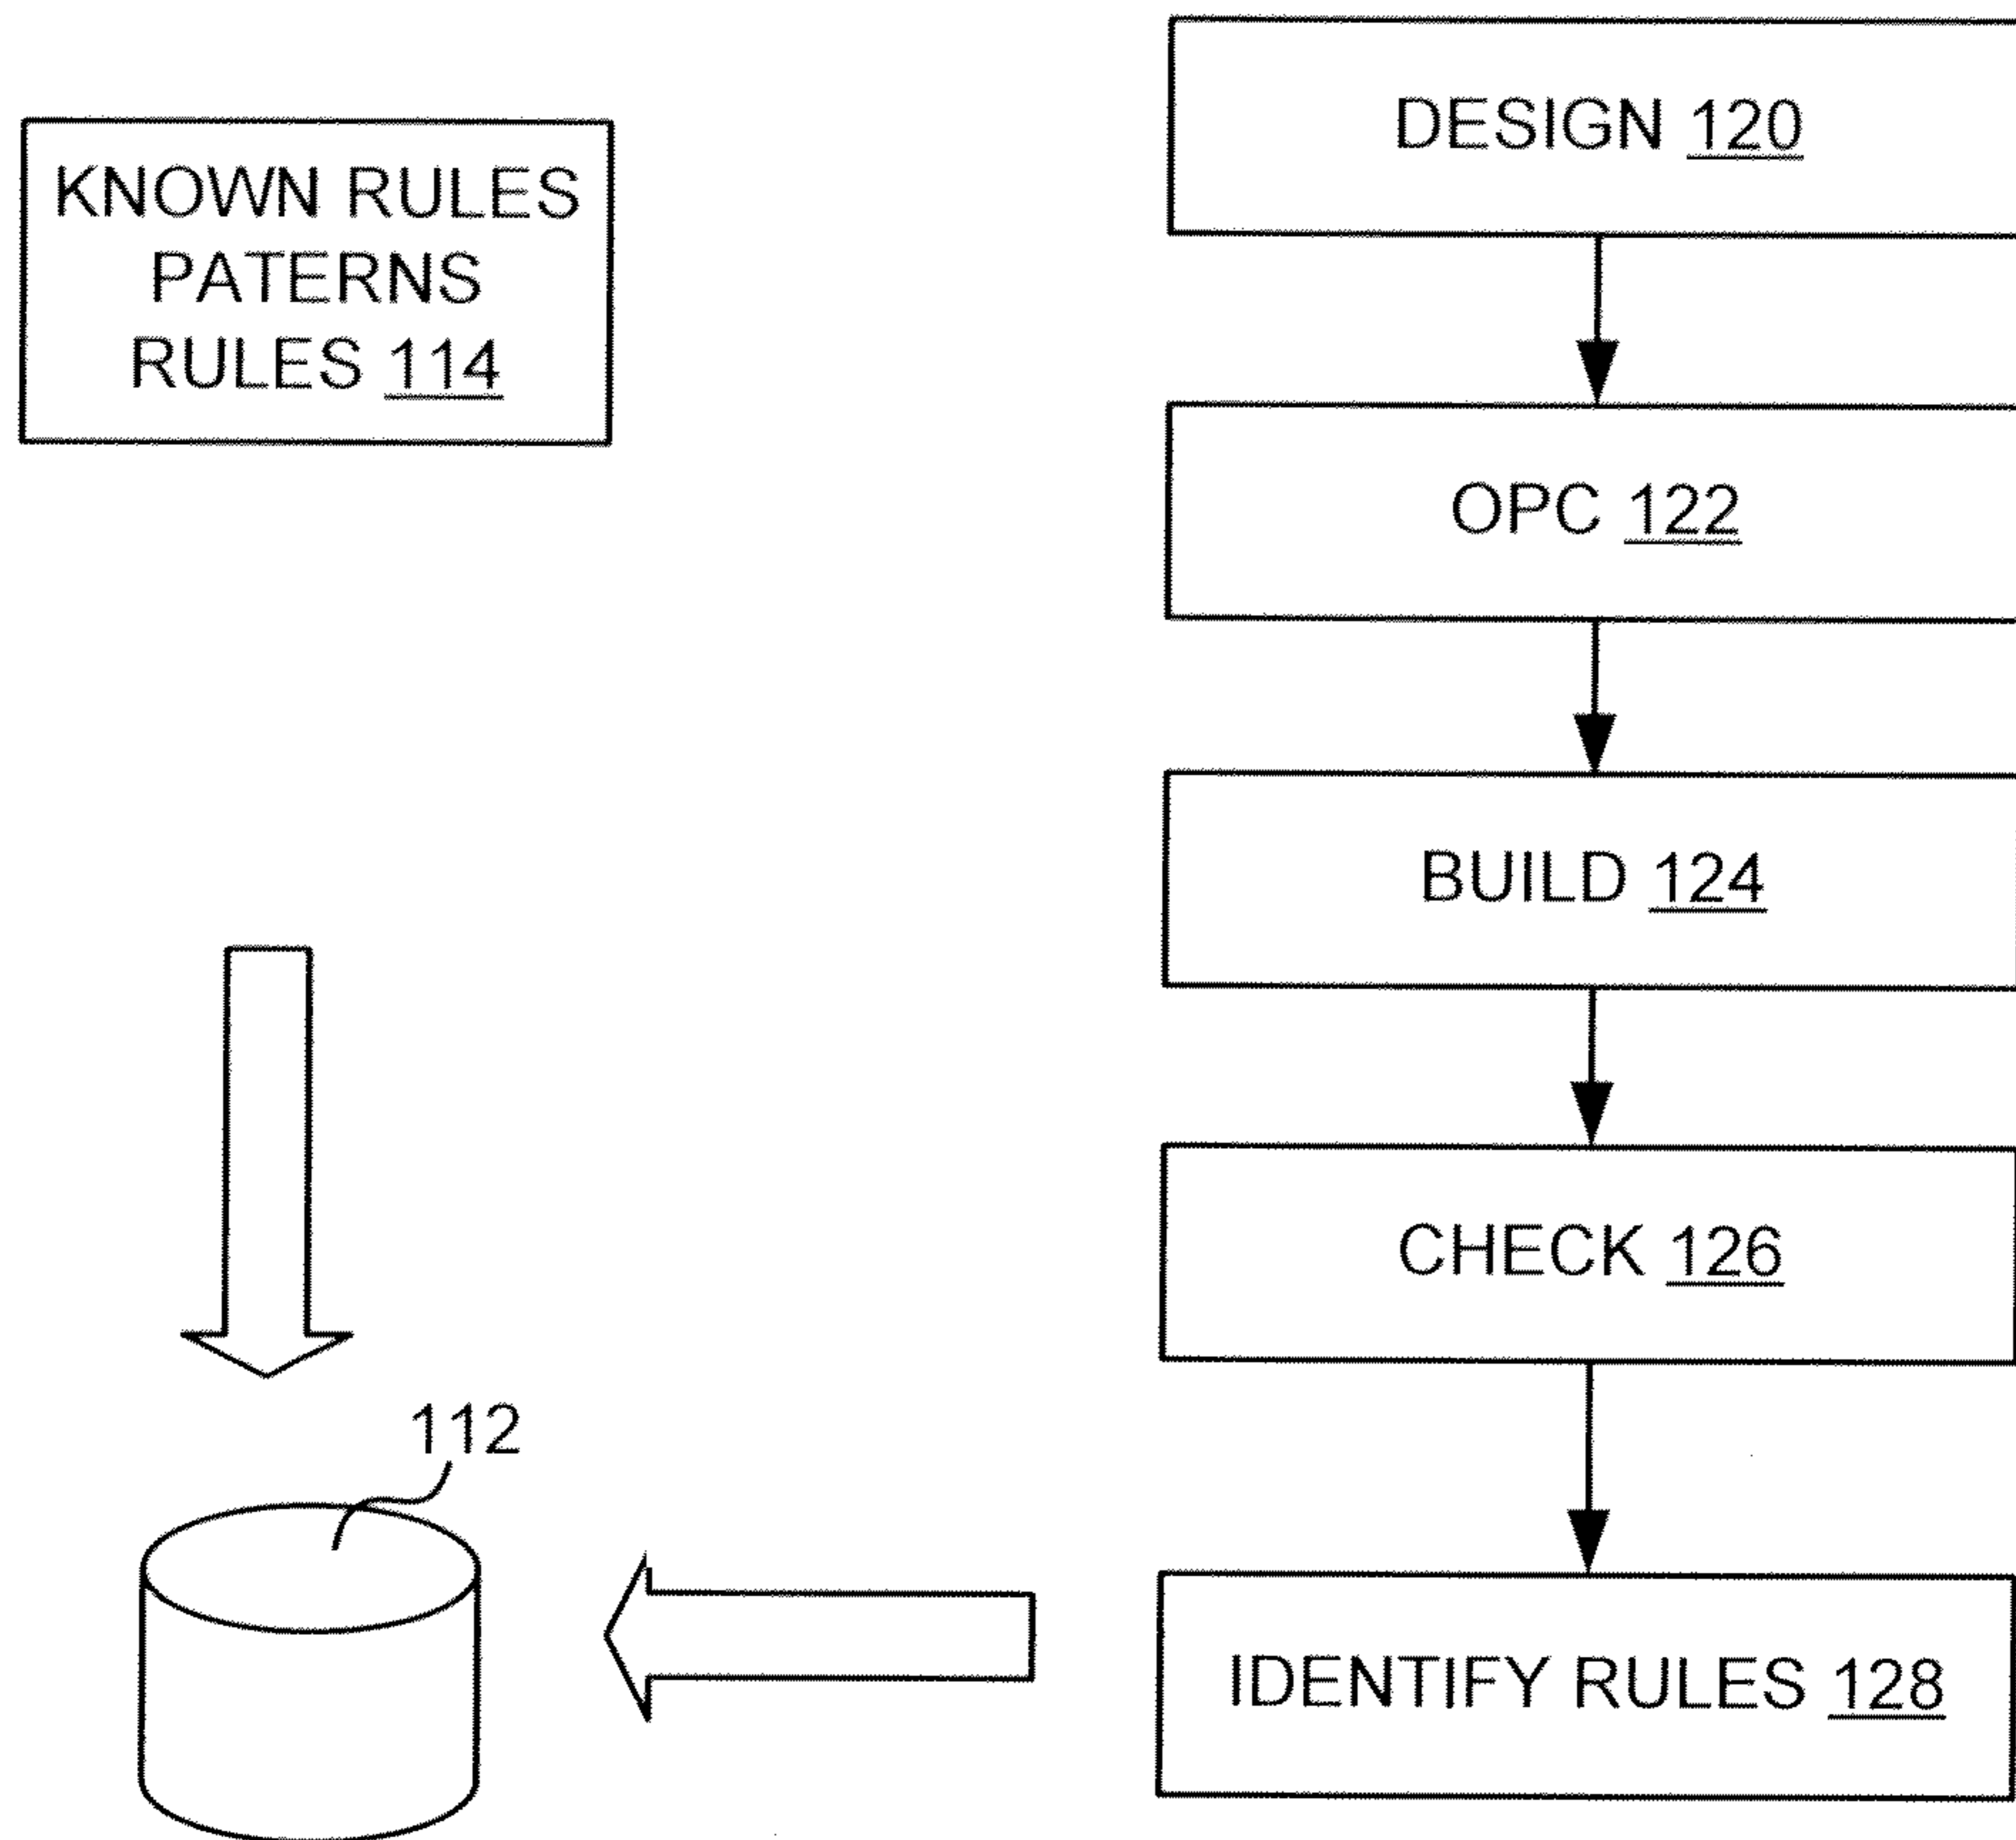 KNOWN RULES
PATERNS
RULES 114
DESIGN 120
OPC 122
BUILD 124
CHECK 126
112
IDENTIFY RULES 128